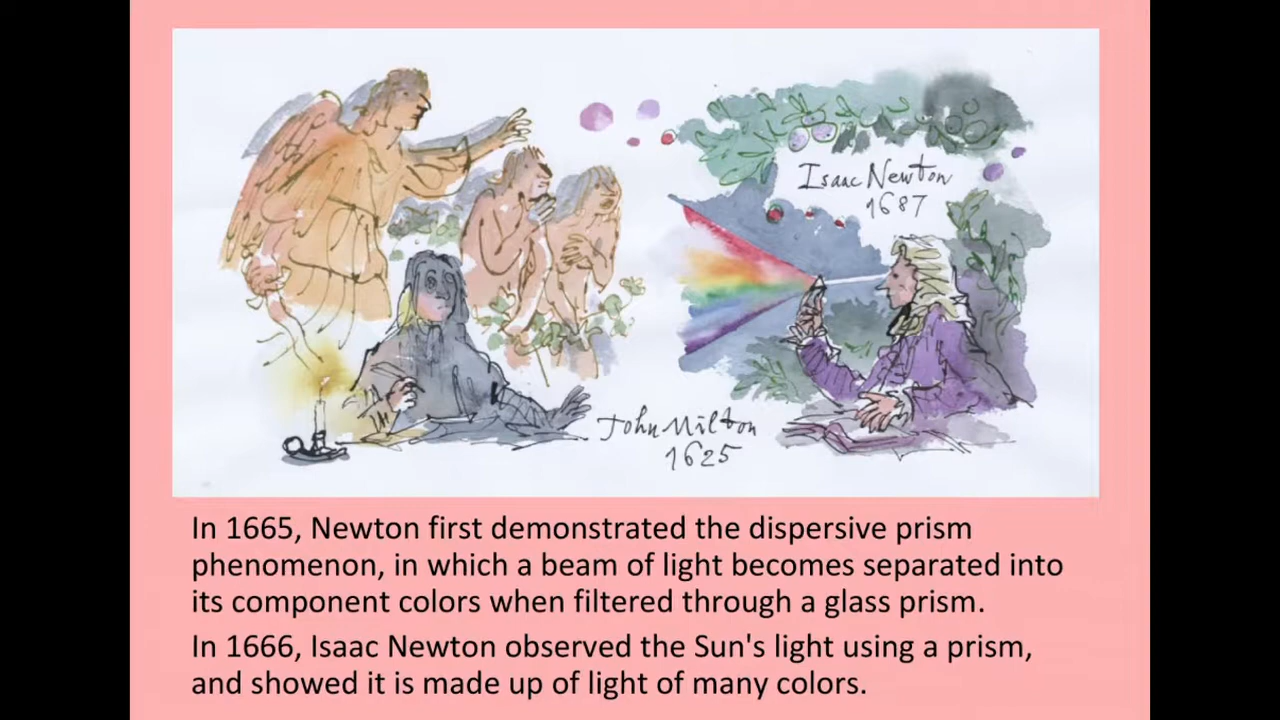 Isaac Newton
1687
John Milton
1625
In 1665, Newton first demonstrated the dispersive prism
phenomenon, in which a beam of light becomes separated into
its component colors when filtered through a glass prism.
In 1666, Isaac Newton observed the Sun's light using a prism,
and showed it is made up of light of many colors.